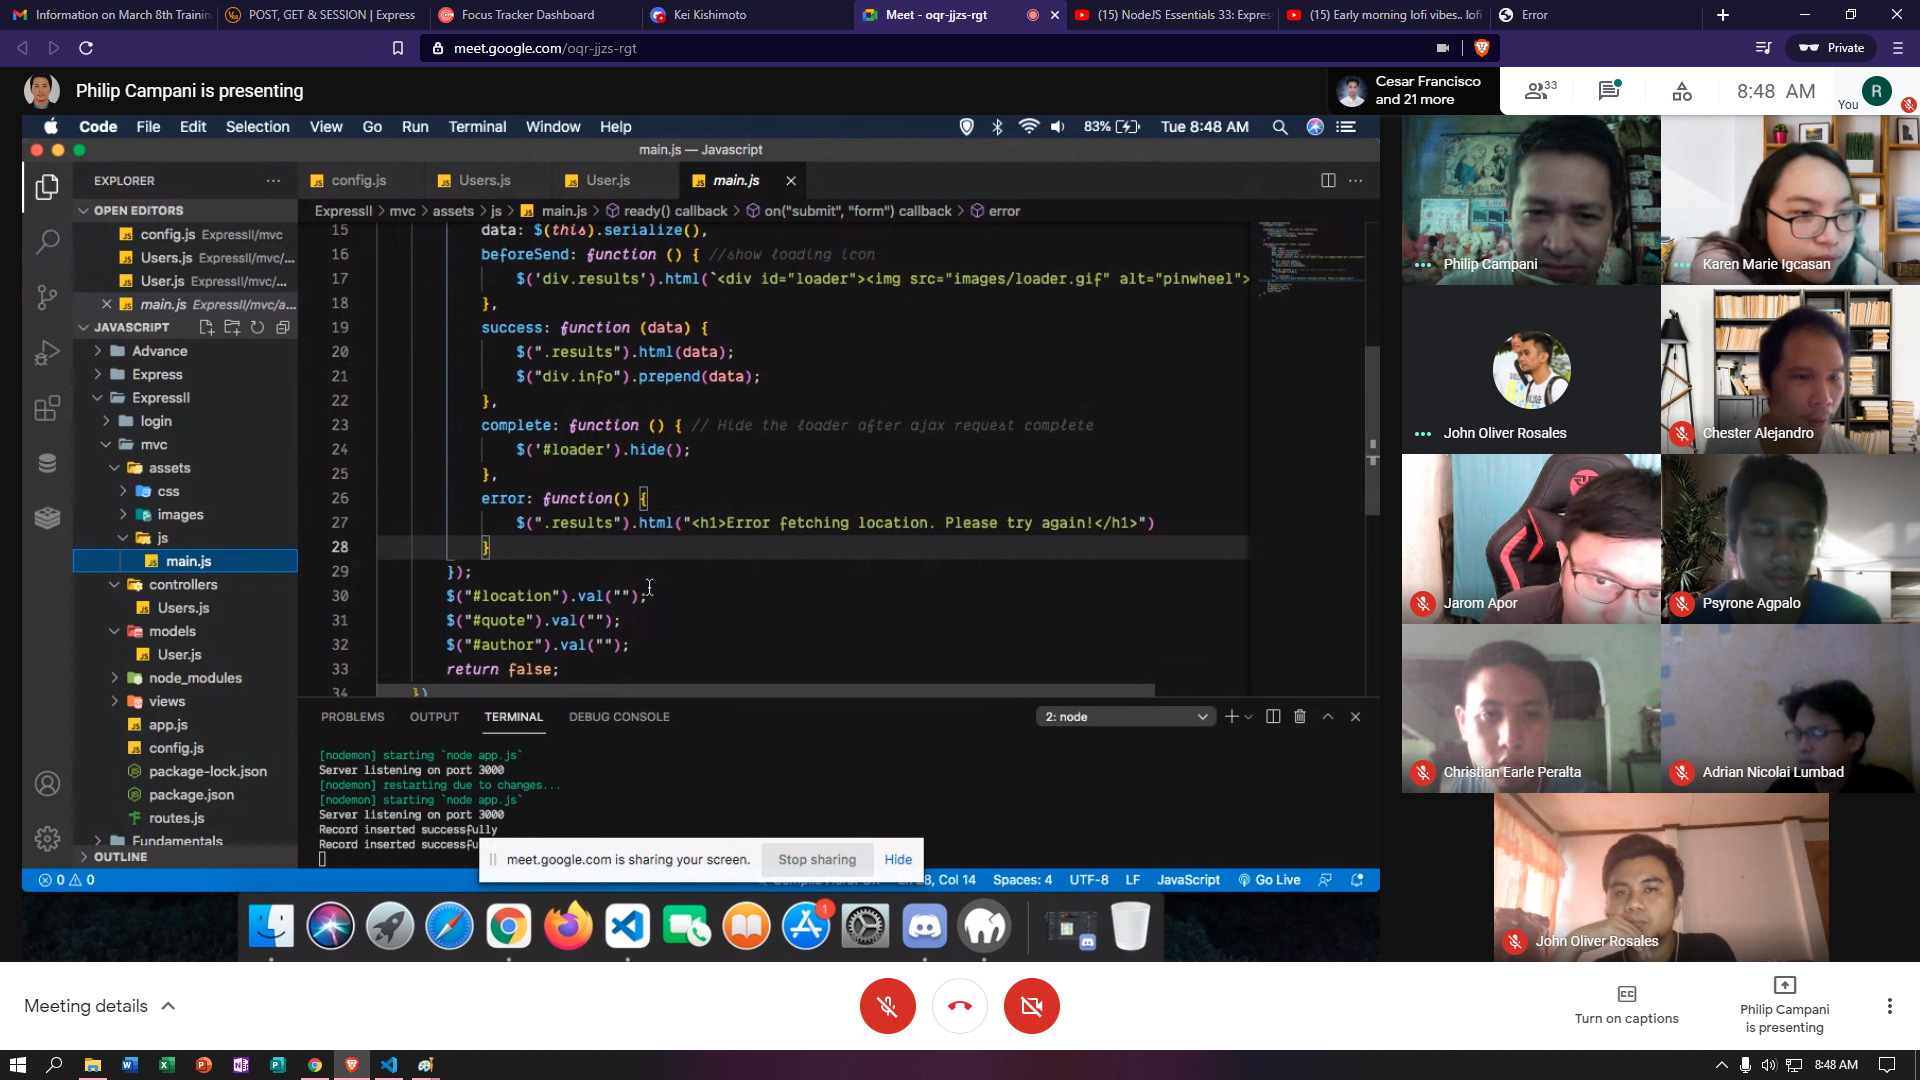 Information on March 8th Trainin
POST, GET & SESSION | Express
Focus Tracker Dashboard
Kei Kishimoto
Meet - oqr-jjzs-rgt
(15) NodeJS Essentials 33: Expres
(15) Early morning lofi vibes.. lofi
Error
meet.google.com/oqr-jjzs-rgt
Private
Philip Campani is presenting
Cesar Francisco
and 21 more
33
8:48 AM
You
R
Code File Edit Selection View Go Run Terminal Window Help
83%
Tue 8:48 AM
main.js — Javascript
EXPLORER
config.js
Users.js
User.js
main.js
OPEN EDITORS
ExpressII > mvc > assets > js > main.js > ready() callback > on("submit", "form") callback > error
config.js ExpressII/mvc
Users.js ExpressII/mvc/...
User.js ExpressII/mvc/...
main.js ExpressII/mvc/a...
JAVASCRIPT
Advance
Express
ExpressII
login
mvc
assets
css
images
js
main.js
controllers
Users.js
models
User.js
node_modules
views
app.js
config.js
package-lock.json
package.json
routes.js
Fundamentals
OUTLINE
15 data: $(this).serialize(),
16 beforeSend: function () { //show loading icon
17 $('div.results').html(`<div id="loader"><img src="images/loader.gif" alt="pinwheel">
18 },
19 success: function (data) {
20 $(".results").html(data);
21 $("div.info").prepend(data);
22 },
23 complete: function () { // Hide the loader after ajax request complete
24 $('#loader').hide();
25 },
26 error: function() {
27 $(".results").html("<h1>Error fetching location. Please try again!</h1>")
28 }
29 });
30 $("#location").val("");
31 $("#quote").val("");
32 $("#author").val("");
33 return false;
34 })
PROBLEMS OUTPUT TERMINAL DEBUG CONSOLE
2: node
[nodemon] starting `node app.js`
Server listening on port 3000
[nodemon] restarting due to changes...
[nodemon] starting `node app.js`
Server listening on port 3000
Record inserted successfully
Record inserted successfu
meet.google.com is sharing your screen.
Stop sharing
Hide
0 0
28, Col 14
Spaces: 4
UTF-8
LF
JavaScript
Go Live
1
Philip Campani
Karen Marie Igcasan
John Oliver Rosales
Chester Alejandro
Jarom Apor
Psyrone Agpalo
Christian Earle Peralta
Adrian Nicolai Lumbad
John Oliver Rosales
Meeting details
Turn on captions
Philip Campani
is presenting
8:48 AM